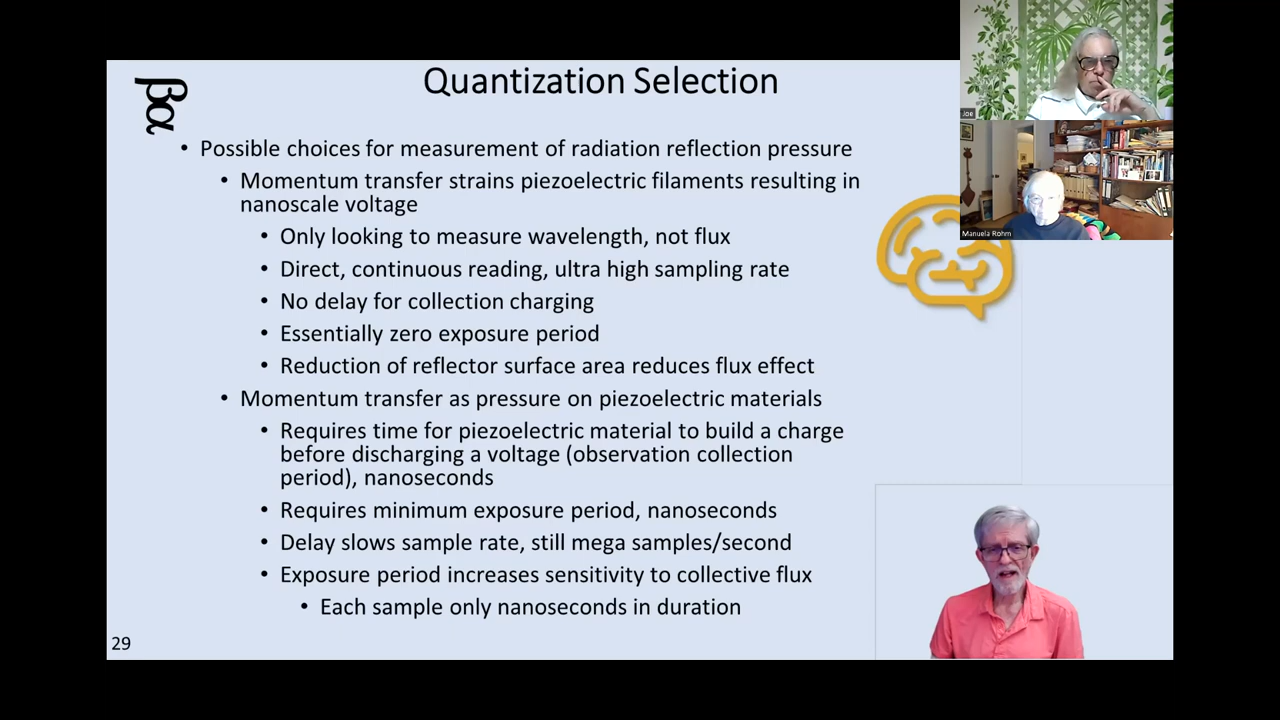 Quantization Selection
βα
• Possible choices for measurement of radiation reflection pressure
• Momentum transfer strains piezoelectric filaments resulting in
nanoscale voltage
• Only looking to measure wavelength, not flux
• Direct, continuous reading, ultra high sampling rate
• No delay for collection charging
• Essentially zero exposure period
• Reduction of reflector surface area reduces flux effect
• Momentum transfer as pressure on piezoelectric materials
• Requires time for piezoelectric material to build a charge
before discharging a voltage (observation collection
period), nanoseconds
• Requires minimum exposure period, nanoseconds
• Delay slows sample rate, still mega samples/second
• Exposure period increases sensitivity to collective flux
• Each sample only nanoseconds in duration
29
Joe
Manuela Rohm